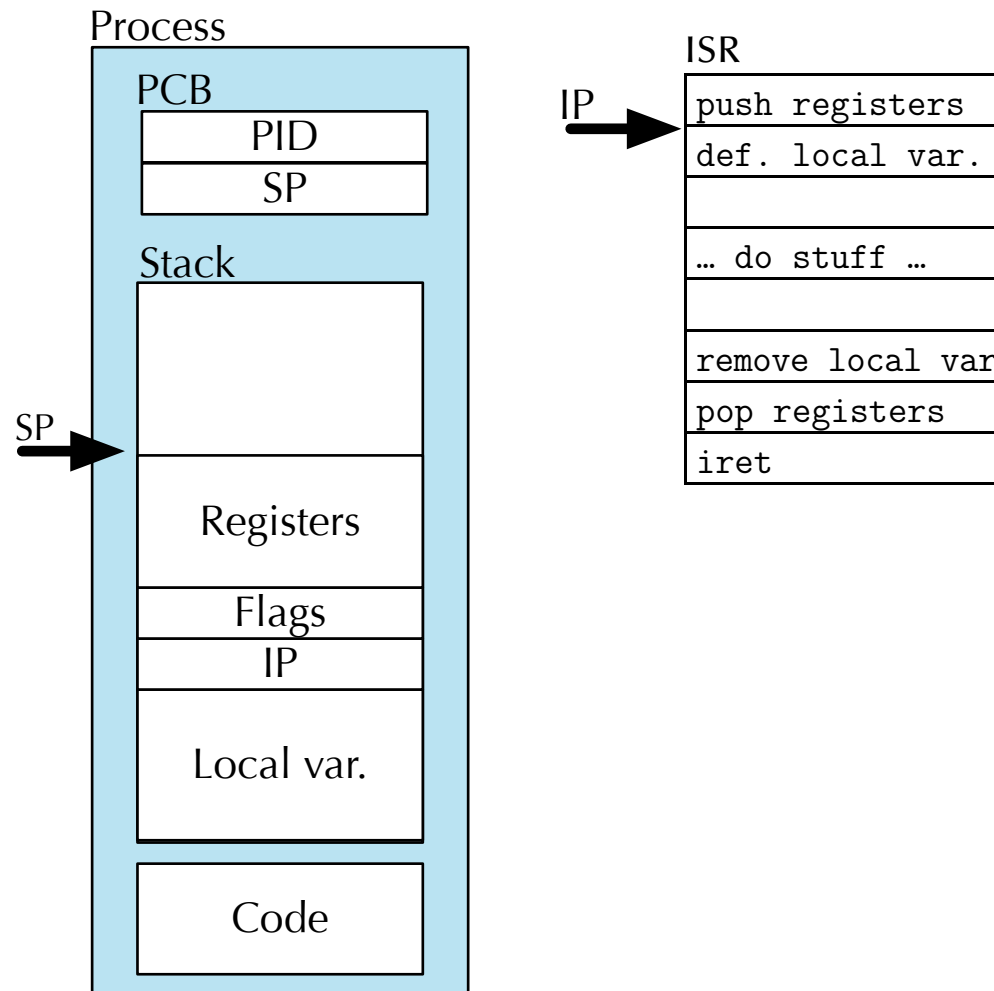 Process
PCB
PID
SP
Stack
SP
Registers
Flags
IP
Local var.
Code
IP
ISR
push registers
def. local var.
… do stuff …
remove local var
pop registers
iret